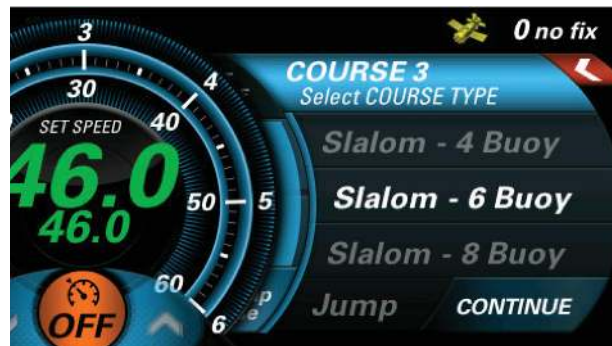 0 no fix
COURSE 3
Select COURSE TYPE
Slalom - 4 Buoy
Slalom - 6 Buoy
Slalom - 8 Buoy
Jump
CONTINUE
3
4
5
6
30
40
50
60
SET SPEED
46.0
46.0
OFF